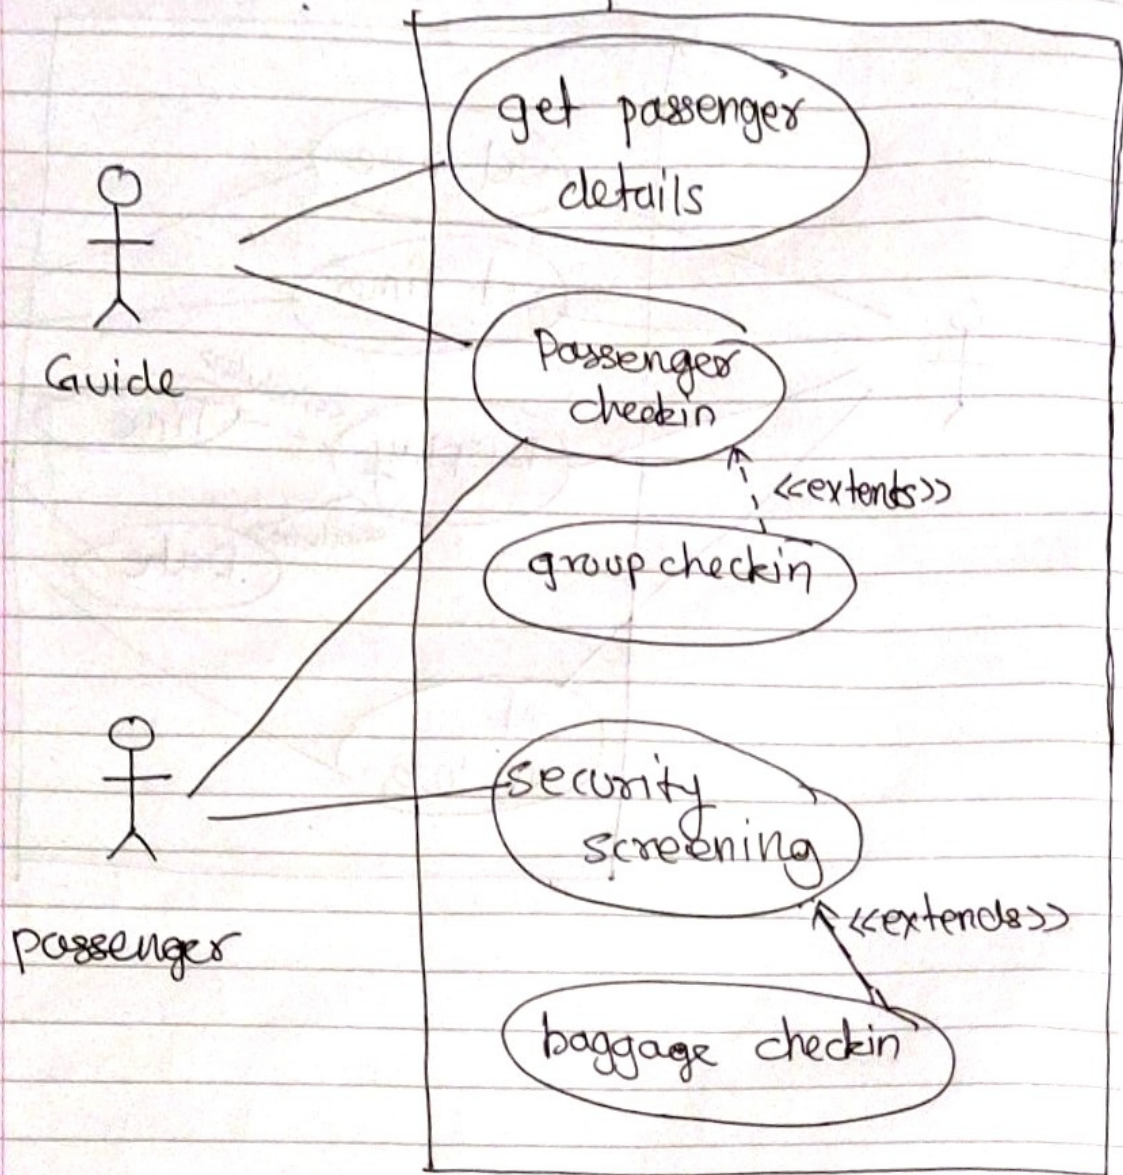 get passenger
details
Guide
Passenger
checkin
<<extends>>
group checkin
security
screening
passenger
<<extends>>
baggage checkin